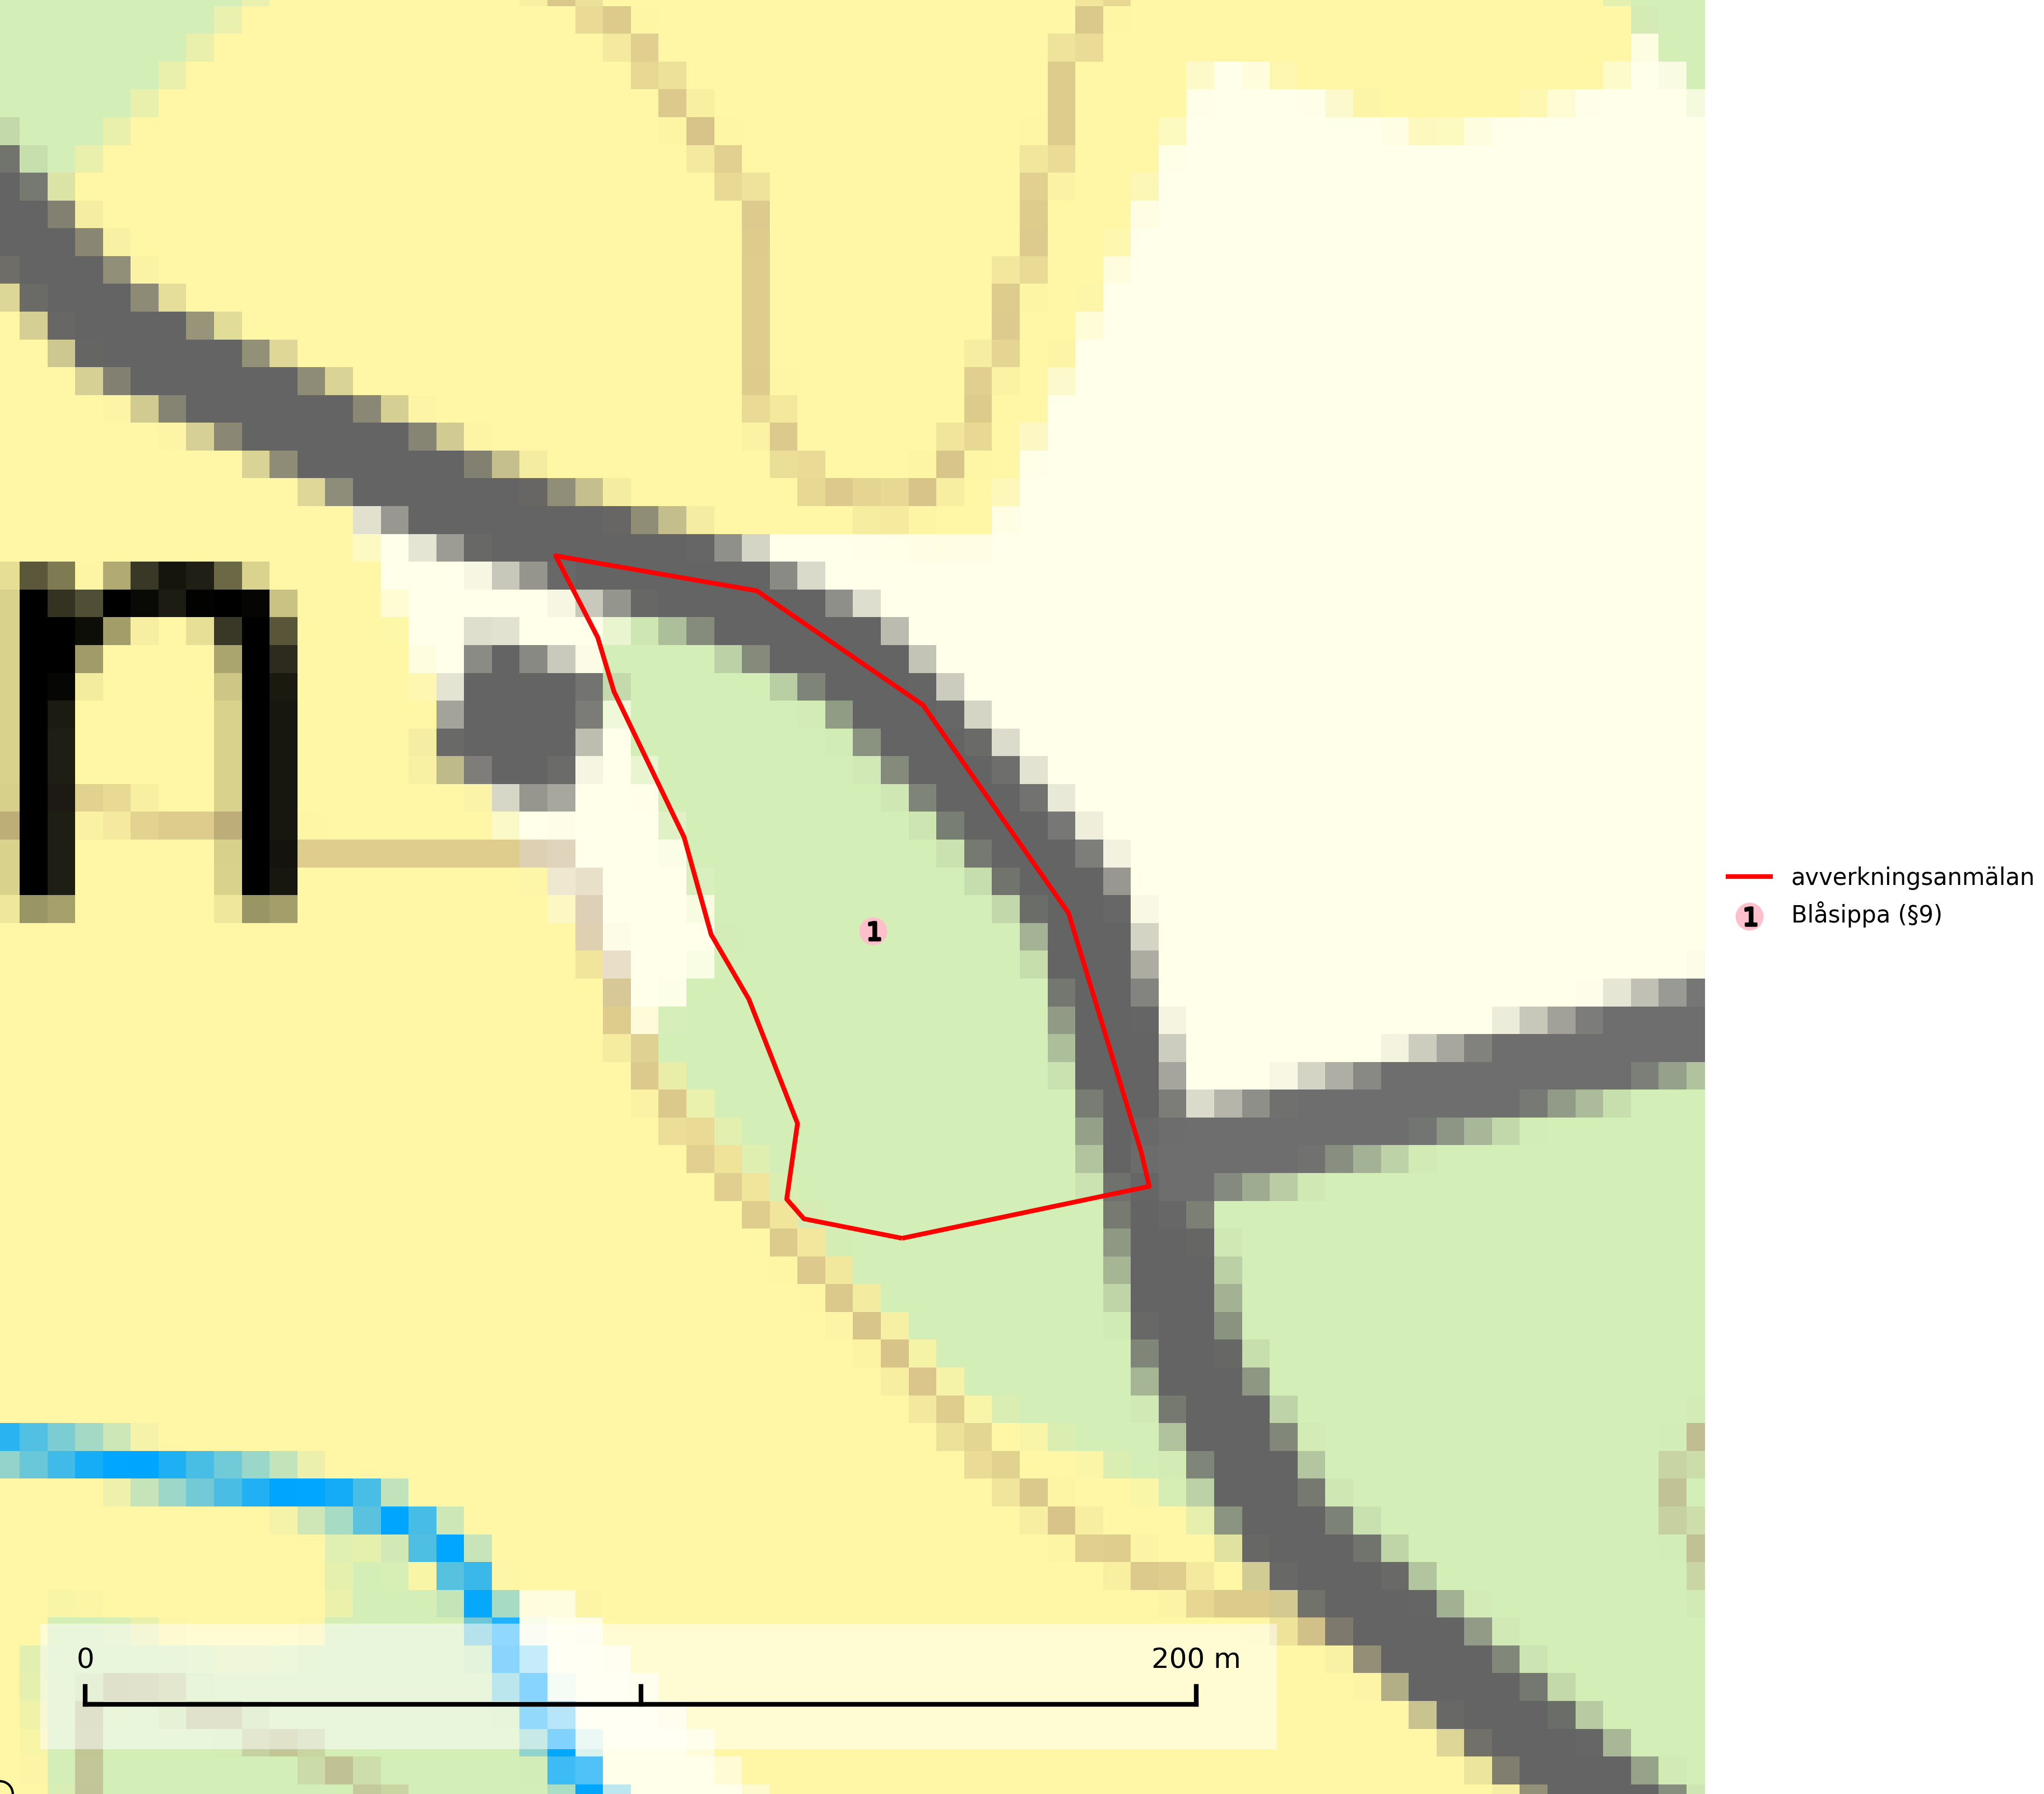 n
1
avverkningsanmälan
1 Blåsippa (§9)
0 200 m